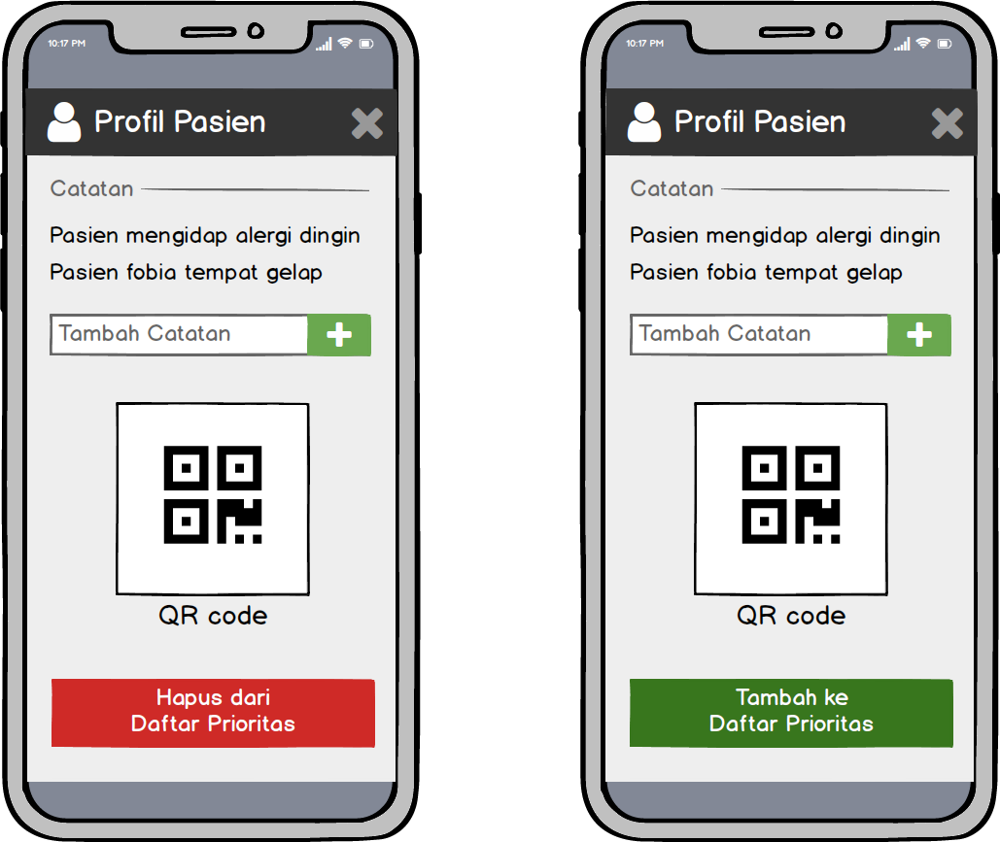 10:17 PM
Profil Pasien
Catatan
Pasien mengidap alergi dingin
Pasien fobia tempat gelap
Tambah Catatan
QR code
Hapus dari
Daftar Prioritas
10:17 PM
Profil Pasien
Catatan
Pasien mengidap alergi dingin
Pasien fobia tempat gelap
Tambah Catatan
QR code
Tambah ke
Daftar Prioritas